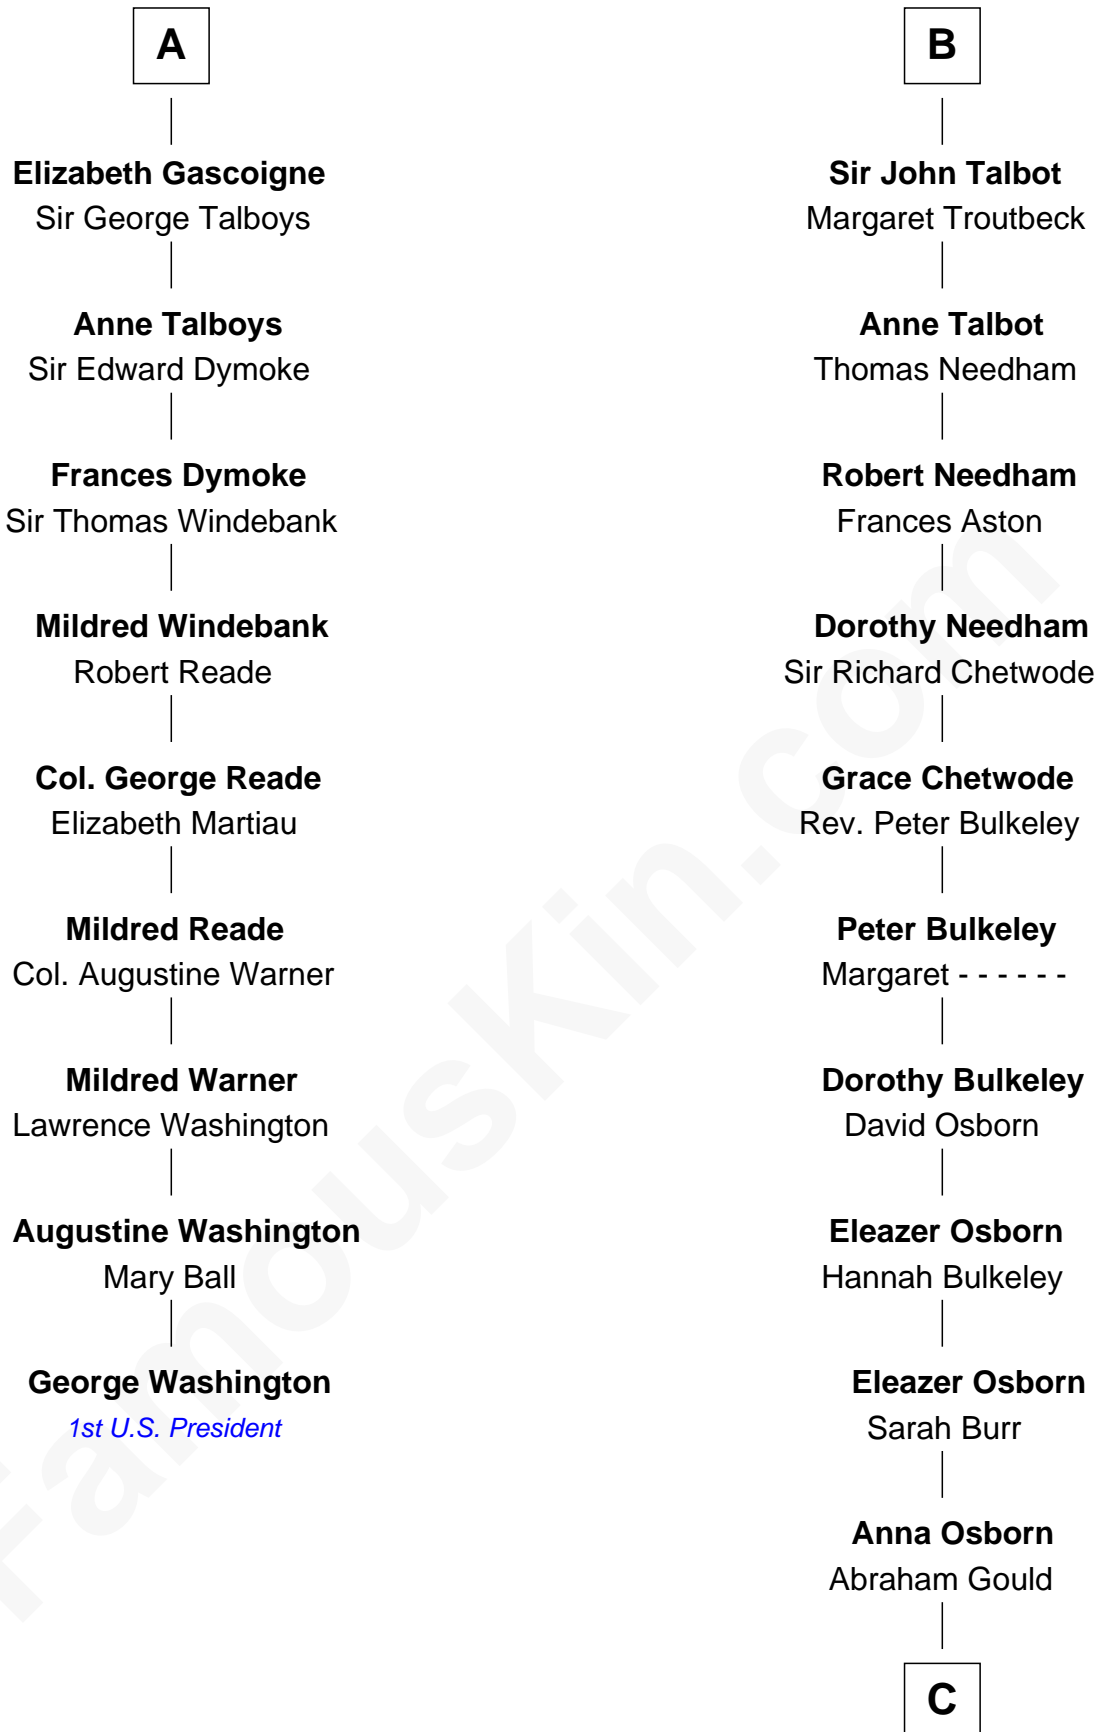 A
Elizabeth Gascoigne
Sir George Talboys
Anne Talboys
Sir Edward Dymoke
Frances Dymoke
Sir Thomas Windebank
Mildred Windebank
Robert Reade
Col. George Reade
Elizabeth Martiau
Mildred Reade
Col. Augustine Warner
Mildred Warner
Lawrence Washington
Augustine Washington
Mary Ball
George Washington
1st U.S. President
B
Sir John Talbot
Margaret Troutbeck
Anne Talbot
Thomas Needham
Robert Needham
Frances Aston
Dorothy Needham
Sir Richard Chetwode
Grace Chetwode
Rev. Peter Bulkeley
Peter Bulkeley
Margaret - - - - - -
Dorothy Bulkeley
David Osborn
Eleazer Osborn
Hannah Bulkeley
Eleazer Osborn
Sarah Burr
Anna Osborn
Abraham Gould
C
FamousKin.com